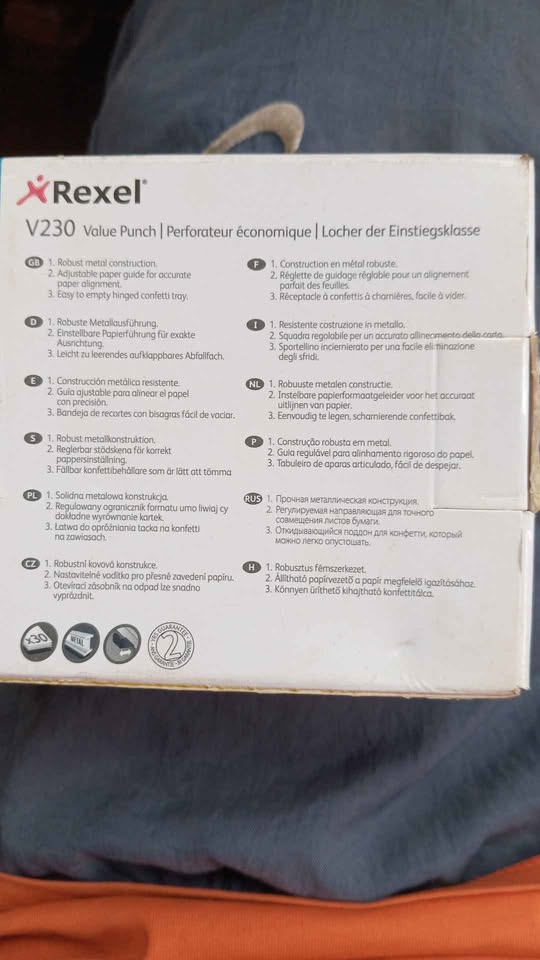 Rexel®
V230 Value Punch | Perforateur économique | Locher der Einstiegsklasse
GB 1. Robust metal construction.
2. Adjustable paper guide for accurate
paper alignment.
3. Easy to empty hinged confetti tray.
F 1. Construction en métal robuste.
2. Réglette de guidage réglable pour un alignement
parfait des feuilles.
3. Réceptacle à confettis à charnières, facile à vider.
D 1. Robuste Metallausführung.
2. Einstellbare Papierführung für exakte
Ausrichtung.
3. Leicht zu leerendes aufklappbares Abfallfach.
I 1. Resistente costruzione in metallo.
2. Squadra regolabile per un accurato allineamento della carta.
3. Sportellino incernierato per una facile eliminazione
degli sfridi.
E 1. Construcción metálica resistente.
2. Guía ajustable para alinear el papel
con precisión.
3. Bandeja de recortes con bisagras fácil de vaciar.
NL 1. Robuuste metalen constructie.
2. Instelbare papierformaatgeleider voor het accuraat
uitlijnen van papier.
3. Eenvoudig te legen, scharnierende confettibak.
S 1. Robust metallkonstruktion.
2. Reglerbar stödskena för korrekt
pappersinställning.
3. Fällbar konfettibehållare som är lätt att tömma
P 1. Construção robusta em metal.
2. Guia regulável para alinhamento rigoroso do papel.
3. Tabuleiro de aparas articulado, fácil de despejar.
PL 1. Solidna metalowa konstrukcja.
2. Regulowany ogranicznik formatu umożliwiający
dokładne wyrównanie kartek.
3. Łatwa do opróżniania tacka na konfetti
na zawiasach.
RUS 1. Прочная металлическая конструкция.
2. Регулируемая направляющая для точного
совмещения листов бумаги.
3. Откидывающийся поддон для конфетти, который
можно легко опустошать.
CZ 1. Robustní kovová konstrukce.
2. Nastavitelné vodítko pro přesné zavedení papíru.
3. Otevírací zásobník na odpad lze snadno
vyprázdnit.
H 1. Robusztus fémszerkezet.
2. Állítható papírvezető a papír megfelelő igazításához.
3. Könnyen üríthető kihajtható konfettitálca.
x30
METAL
2